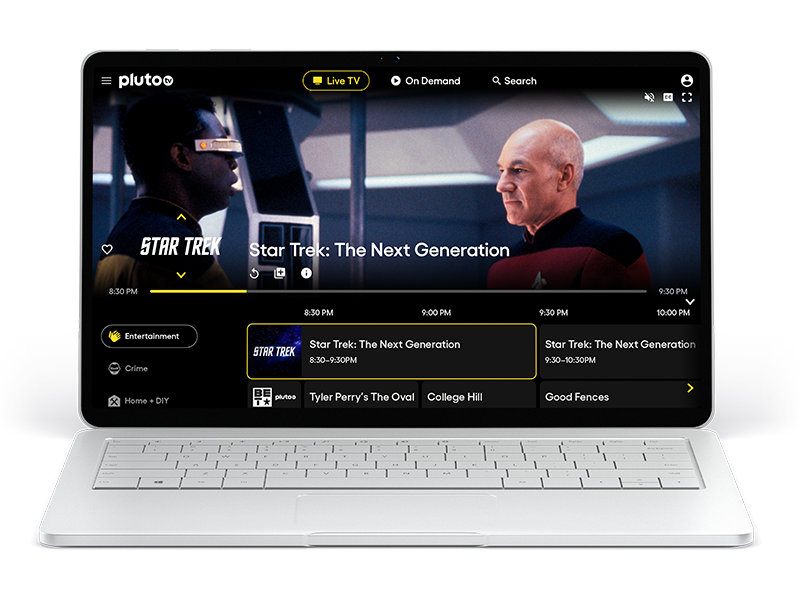 pluto tv
Live TV
On Demand
Search
CC
STAR TREK
Star Trek: The Next Generation
8:30 PM
9:30 PM
8:30 PM
9:00 PM
9:30 PM
10:00 PM
Entertainment
STAR TREK
Star Trek: The Next Generation
8:30–9:30PM
Star Trek: The Next Generation
9:30–10:30PM
Crime
Home + DIY
BET
pluto tv
Tyler Perry's The Oval
College Hill
Good Fences